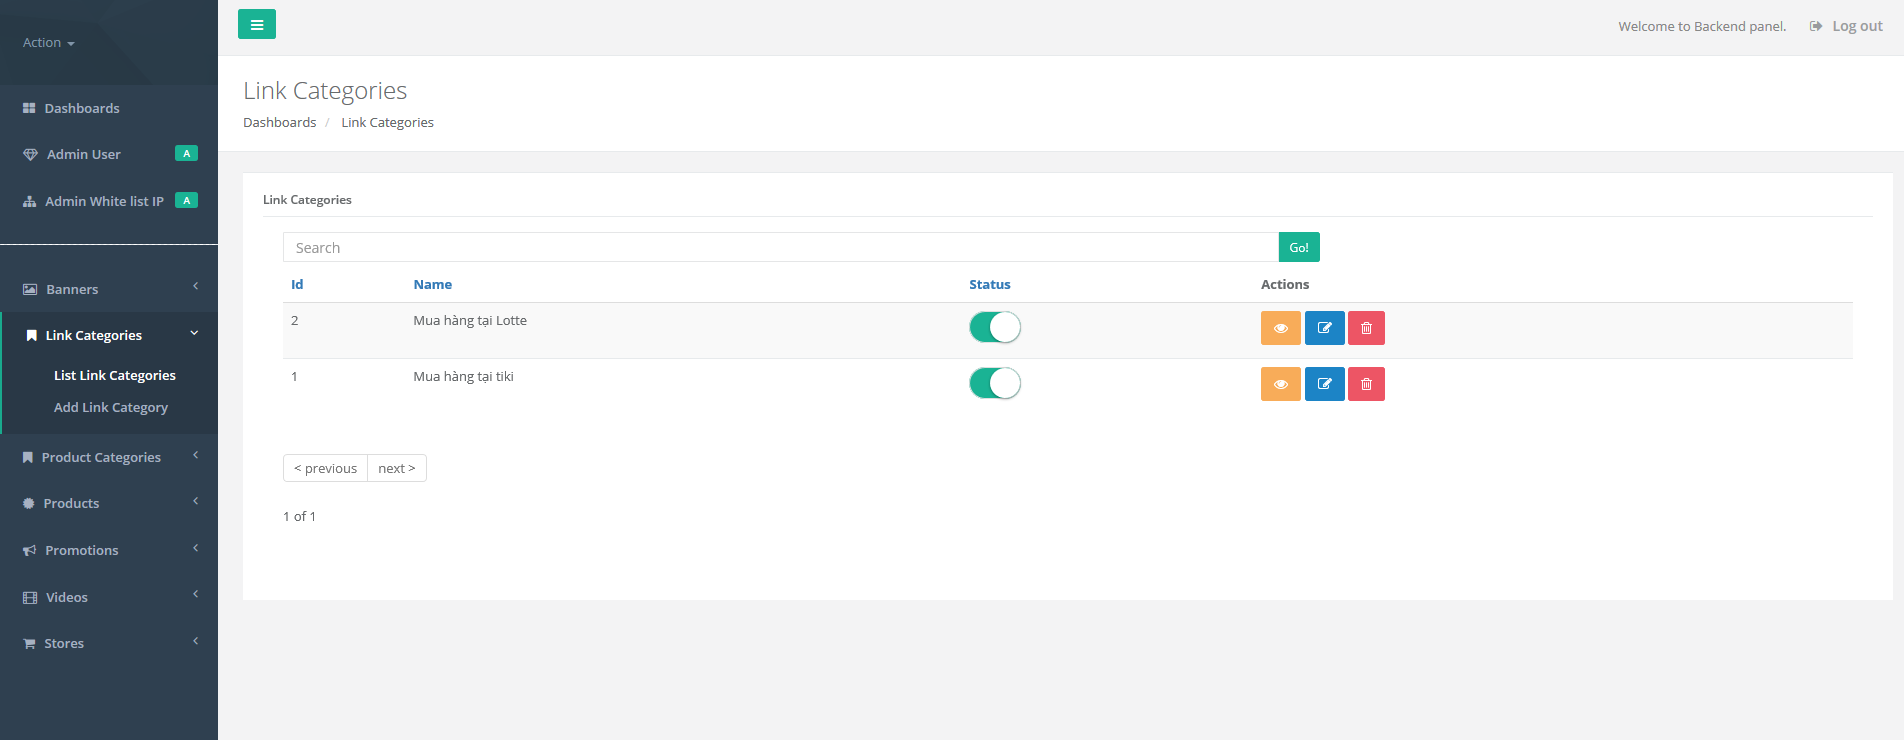 Action
Dashboards
Admin User A
Admin White list IP A
Banners
Link Categories
List Link Categories
Add Link Category
Product Categories
Products
Promotions
Videos
Stores
Welcome to Backend panel. Log out
Link Categories
Dashboards / Link Categories
Link Categories
Search Go!
Id Name Status Actions
2 Mua hàng tại Lotte
1 Mua hàng tại tiki
< previous next >
1 of 1